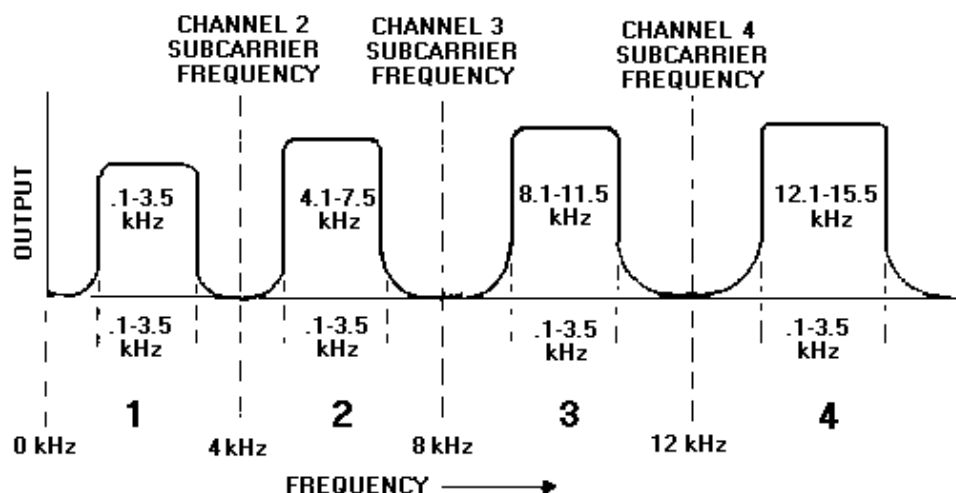 CHANNEL 2
SUBCARRIER
FREQUENCY
CHANNEL 3
SUBCARRIER
FREQUENCY
CHANNEL 4
SUBCARRIER
FREQUENCY
OUTPUT
.1-3.5
kHz
4.1-7.5
kHz
8.1-11.5
kHz
12.1-15.5
kHz
.1-3.5
kHz
.1-3.5
kHz
.1-3.5
kHz
.1-3.5
kHz
1
2
3
4
0 kHz
4 kHz
8 kHz
12 kHz
FREQUENCY